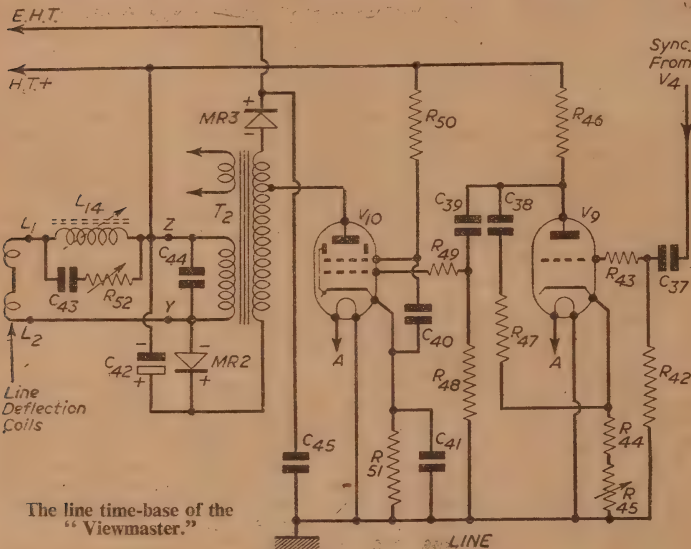 E.H.T.
H.T.+
Sync.
From
V4
MR3
+
-
R50
R46
L14
T2
V10
C39
C38
V9
L1
Z
C44
R49
R43
C37
C43
R52
R47
C40
Y
A
A
L2
R48
R42
-
C42
+
-
MR2
+
Line
Deflection
Coils
C45
R51
C41
R44
R45
The line time-base of the
“ Viewmaster.”
LINE